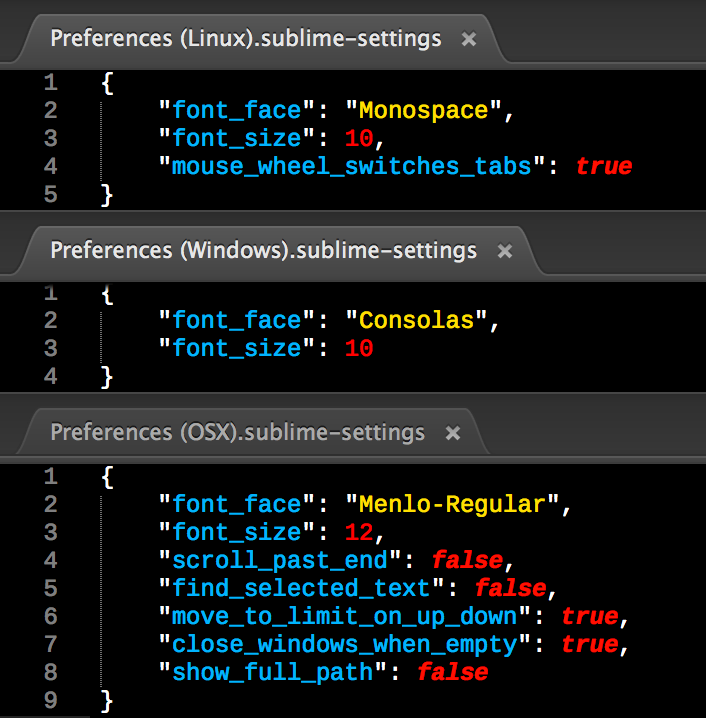 Preferences (Linux).sublime-settings ×
1 {
2 "font_face": "Monospace",
3 "font_size": 10,
4 "mouse_wheel_switches_tabs": true
5 }
Preferences (Windows).sublime-settings ×
1 {
2 "font_face": "Consolas",
3 "font_size": 10
4 }
Preferences (OSX).sublime-settings ×
1 {
2 "font_face": "Menlo-Regular",
3 "font_size": 12,
4 "scroll_past_end": false,
5 "find_selected_text": false,
6 "move_to_limit_on_up_down": true,
7 "close_windows_when_empty": true,
8 "show_full_path": false
9 }